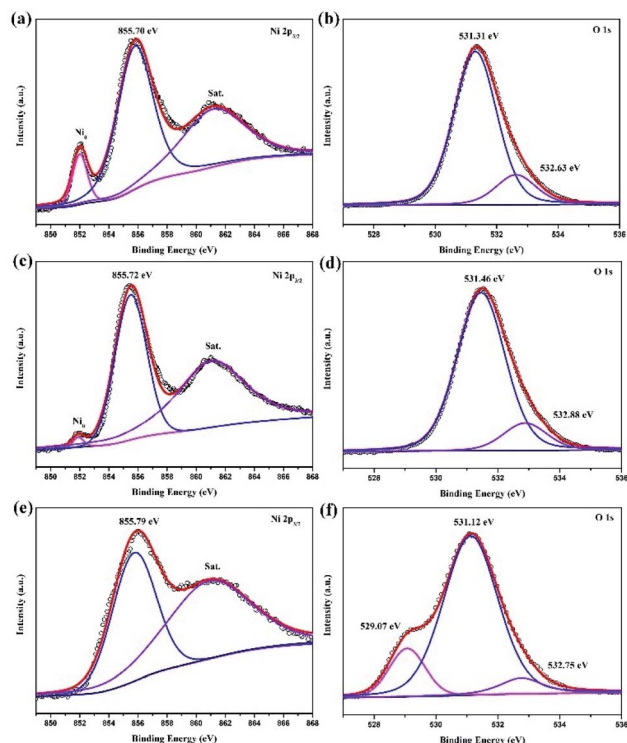 (a)
855.70 eV
Ni 2p3/2
Ni0
Sat.
Intensity (a.u.)
850 852 854 856 858 860 862 864 866 868
Binding Energy (eV)
(b)
531.31 eV
O 1s
532.63 eV
Intensity (a.u.)
528 530 532 534 536
Binding Energy (eV)
(c)
855.72 eV
Ni 2p3/2
Ni0
Sat.
Intensity (a.u.)
850 852 854 856 858 860 862 864 866 868
Binding Energy (eV)
(d)
531.46 eV
O 1s
532.88 eV
Intensity (a.u.)
528 530 532 534 536
Binding Energy (eV)
(e)
855.79 eV
Ni 2p3/2
Sat.
Intensity (a.u.)
850 852 854 856 858 860 862 864 866 868
Binding Energy (eV)
(f)
531.12 eV
O 1s
529.07 eV
532.75 eV
Intensity (a.u.)
528 530 532 534 536
Binding Energy (eV)